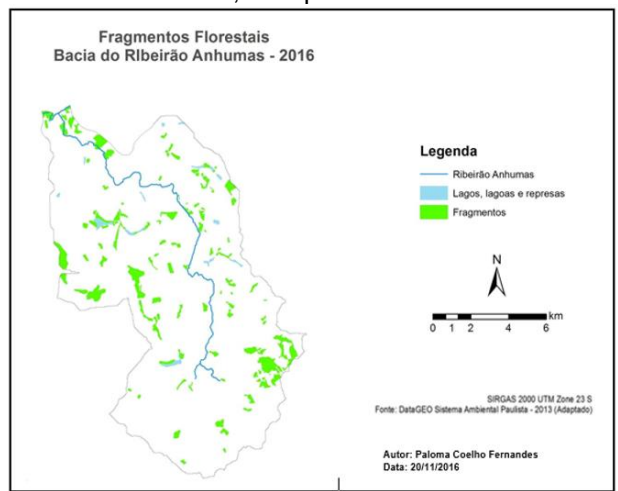 Fragmentos Florestais
Bacia do RIbeirão Anhumas - 2016
Legenda
Ribeirão Anhumas
Lagos, lagoas e represas
Fragmentos
N
km
0 1 2 4 6
SIRGAS 2000 UTM Zone 23 S
Fonte: DataGEO Sistema Ambiental Paulista - 2013 (Adaptado)
Autor: Paloma Coelho Fernandes
Data: 20/11/2016